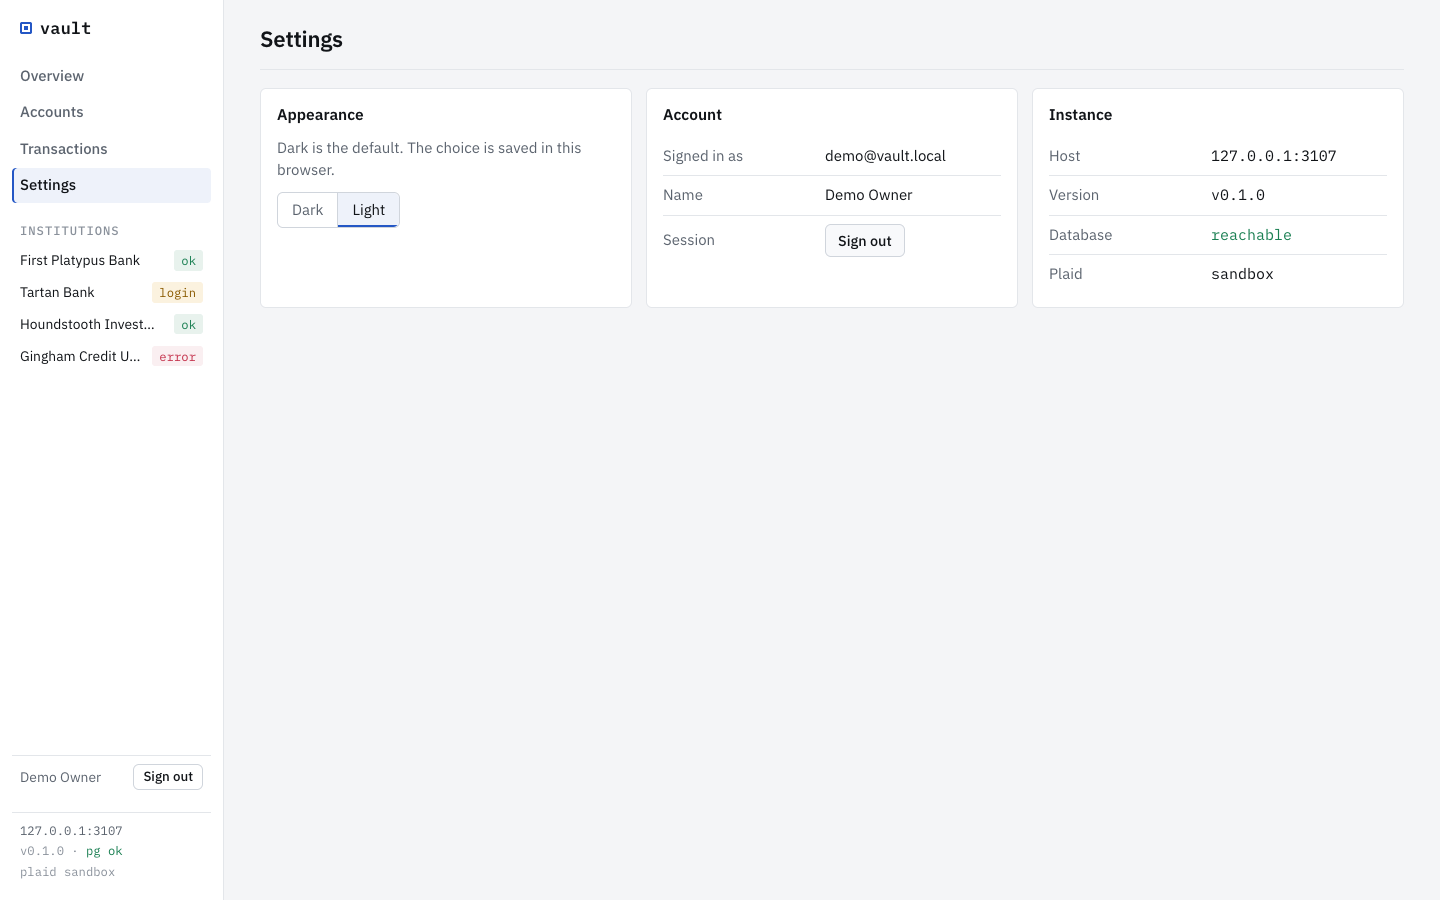 vault
Overview
Accounts
Transactions
Settings
INSTITUTIONS
First Platypus Bank ok
Tartan Bank login
Houndstooth Invest... ok
Gingham Credit U... error
Demo Owner Sign out
127.0.0.1:3107
v0.1.0 · pg ok
plaid sandbox
Settings
Appearance
Dark is the default. The choice is saved in this
browser.
Dark Light
Account
Signed in as demo@vault.local
Name Demo Owner
Session Sign out
Instance
Host 127.0.0.1:3107
Version v0.1.0
Database reachable
Plaid sandbox